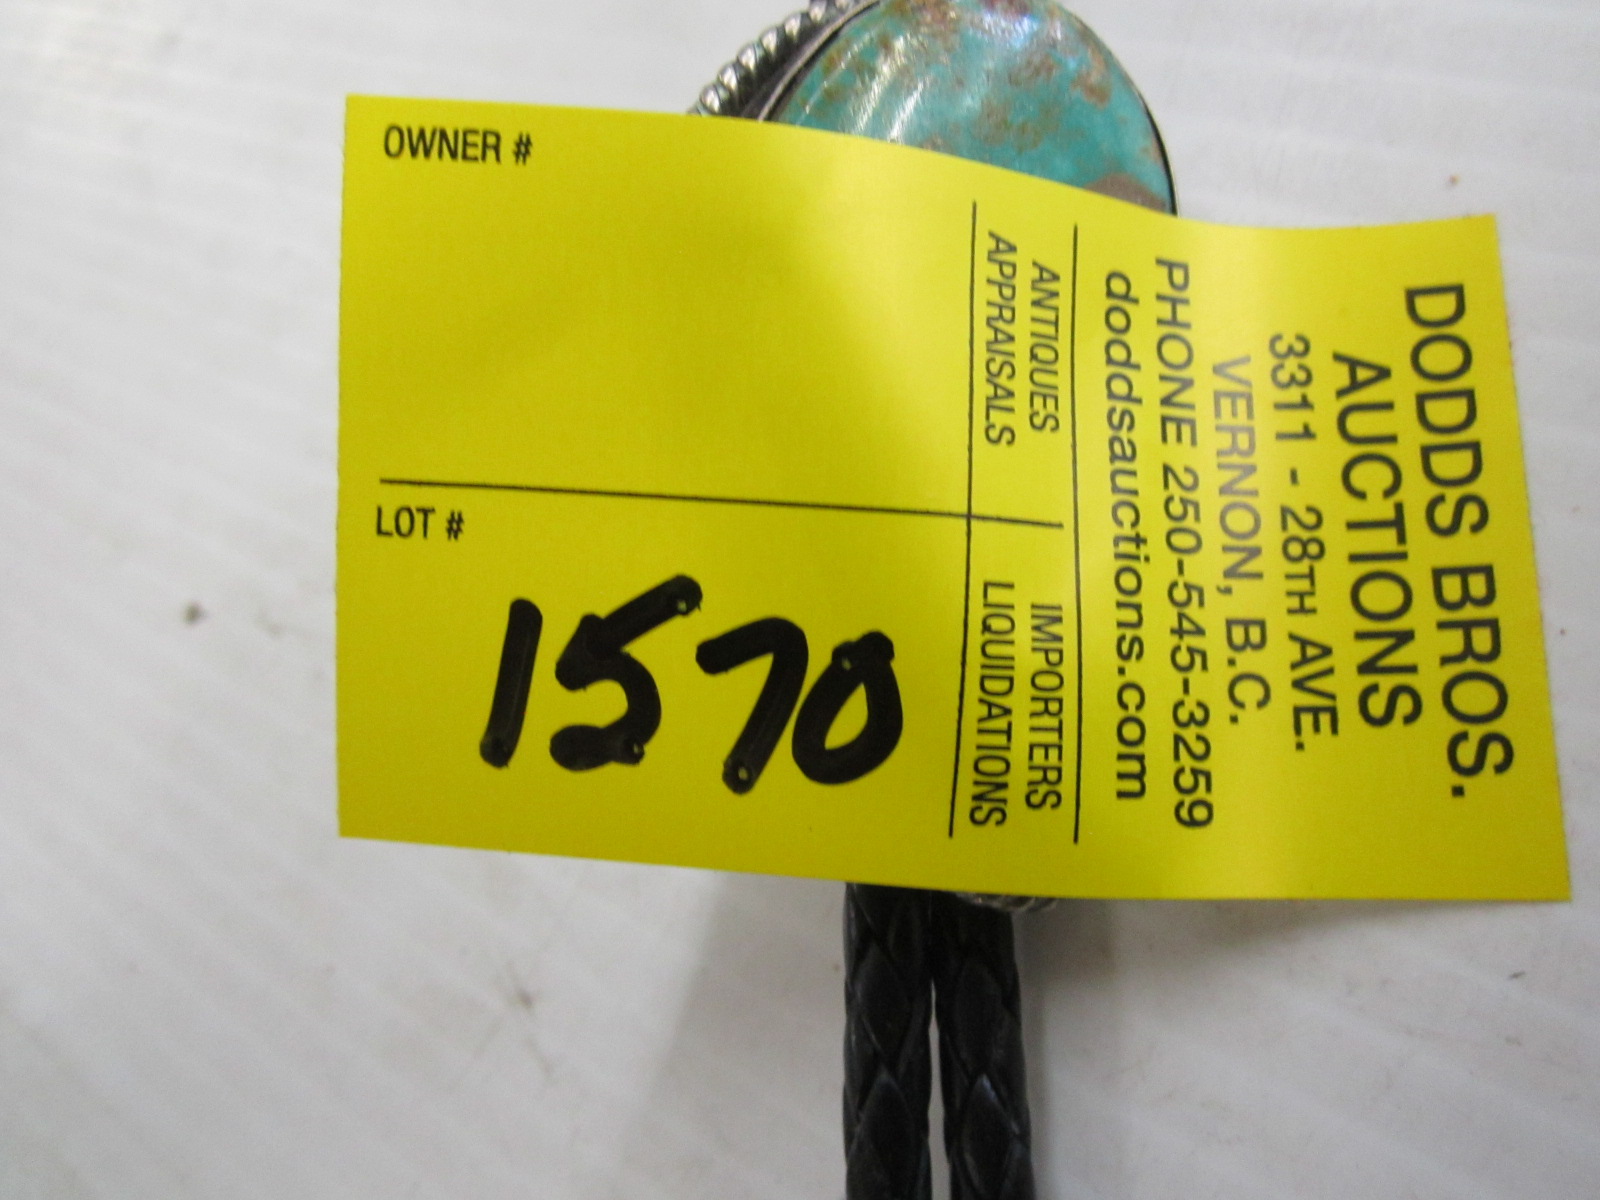 OWNER #
LOT #
1570
DODDS BROS.
AUCTIONS
3311 - 28TH AVE.
VERNON, B.C.
PHONE 250-545-3259
doddsauctions.com
ANTIQUES
APPRAISALS
IMPORTERS
LIQUIDATIONS